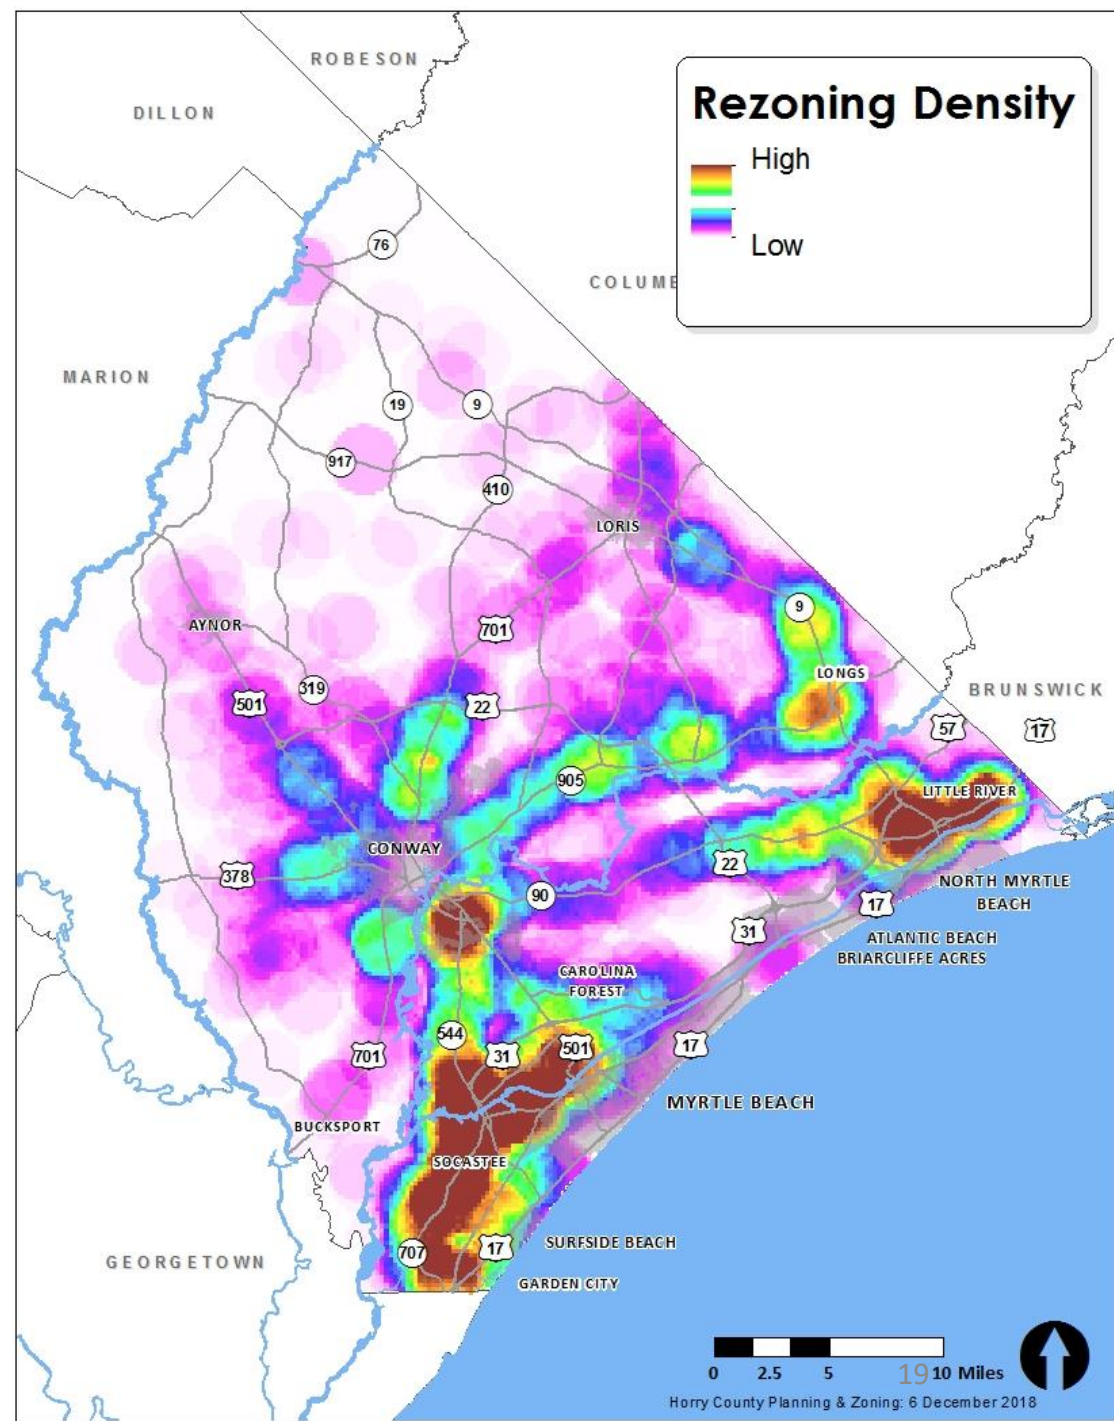 ROBESON
DILLON
Rezoning Density
High
Low
76
COLUME
MARION
19
9
917
410
LORIS
9
AYNOR
701
LONGS
319
501
22
BRUNSWICK
57
17
905
LITTLE RIVER
CONWAY
22
378
NORTH MYRTLE
BEACH
90
17
31
ATLANTIC BEACH
BRIARCLIFFE ACRES
CAROLINA
FOREST
544
31
501
17
701
MYRTLE BEACH
BUCKSPORT
SOCASTEE
707
17
SURFSIDE BEACH
GEORGETOWN
GARDEN CITY
0 2.5 5 10 Miles
19
Horry County Planning & Zoning: 6 December 2018